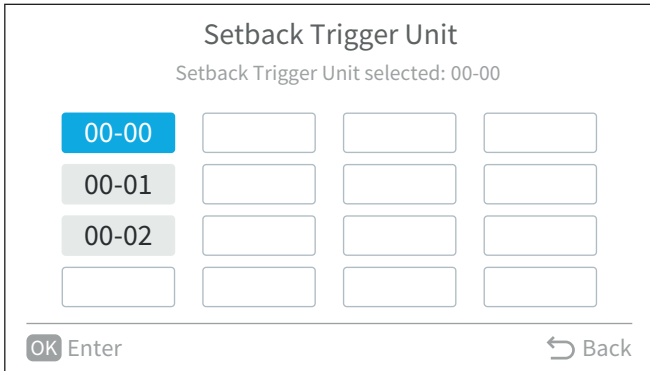 Setback Trigger Unit
Setback Trigger Unit selected: 00-00
00-00
00-01
00-02
OK Enter
Back